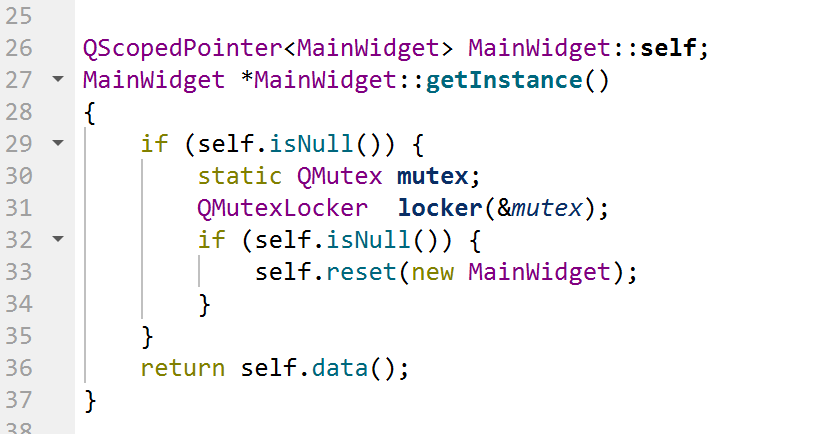 25
26 QScopedPointer<MainWidget> MainWidget::self;
27 MainWidget *MainWidget::getInstance()
28 {
29 if (self.isNull()) {
30 static QMutex mutex;
31 QMutexLocker  locker(&mutex);
32 if (self.isNull()) {
33 self.reset(new MainWidget);
34 }
35 }
36 return self.data();
37 }
38